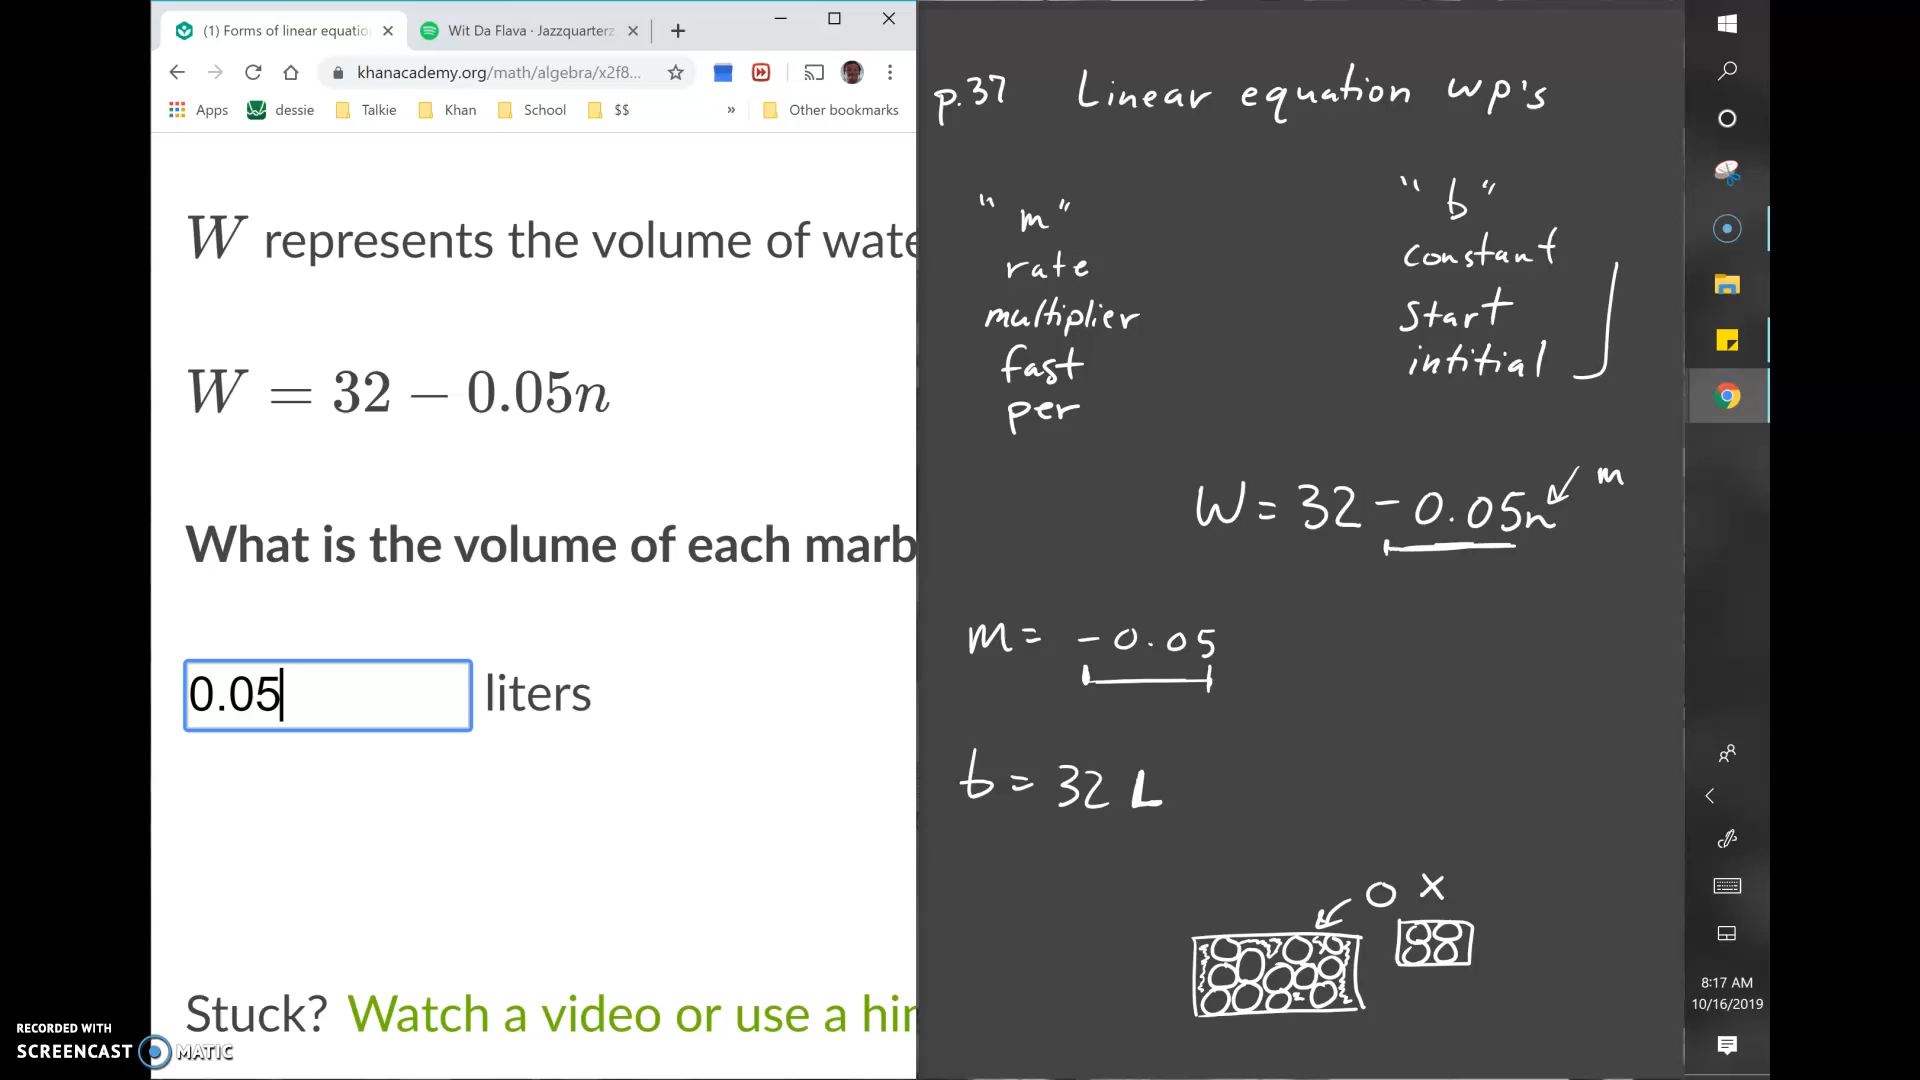 (1) Forms of linear equatio
Wit Da Flava · Jazzquarterz
khanacademy.org/math/algebra/x2f8...
Apps
dessie
Talkie
Khan
School
$$
»
Other bookmarks
W represents the volume of wate
W = 32 − 0.05n
What is the volume of each marb
0.05 liters
Stuck? Watch a video or use a hin
p.37 Linear equation wp's
"m"
rate
multiplier
fast
per
"b"
constant
start
intitial
W = 32 - 0.05n
m
m = -0.05
b = 32 L
O X
8:17 AM
10/16/2019
RECORDED WITH
SCREENCAST MATIC